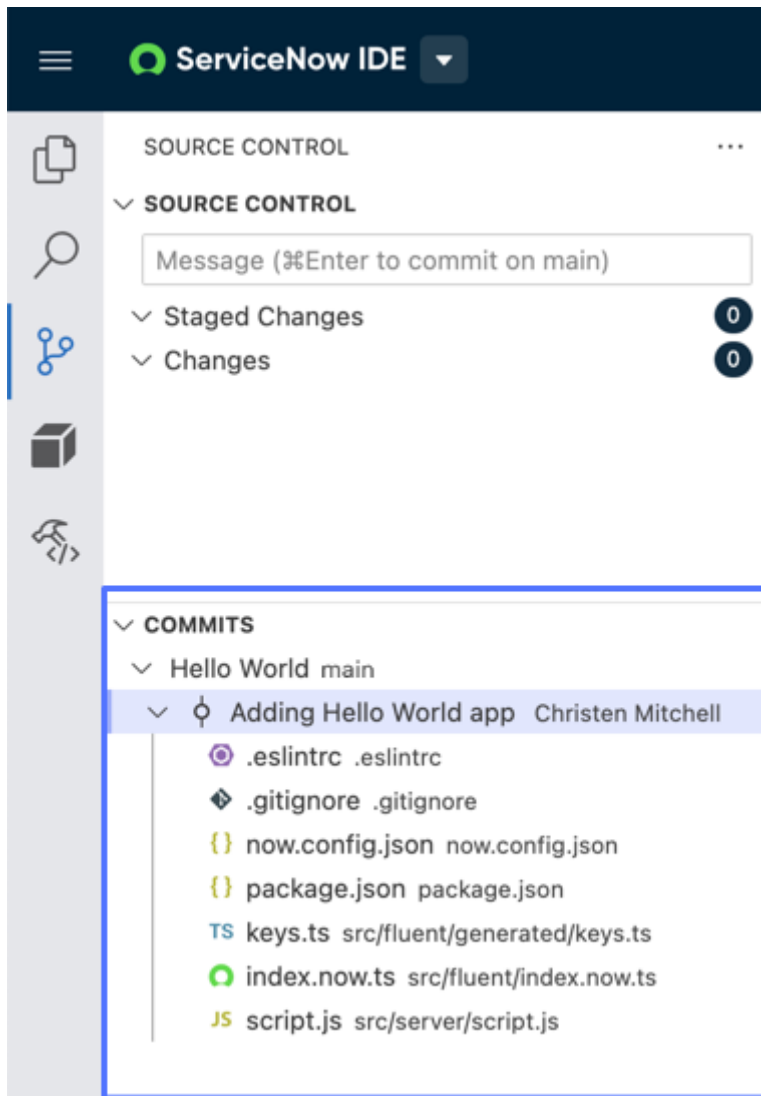 ServiceNow IDE
SOURCE CONTROL ...
SOURCE CONTROL
Message (⌘Enter to commit on main)
Staged Changes 0
Changes 0
COMMITS
Hello World main
Adding Hello World app Christen Mitchell
.eslintrc .eslintrc
.gitignore .gitignore
{} now.config.json now.config.json
{} package.json package.json
TS keys.ts src/fluent/generated/keys.ts
index.now.ts src/fluent/index.now.ts
JS script.js src/server/script.js